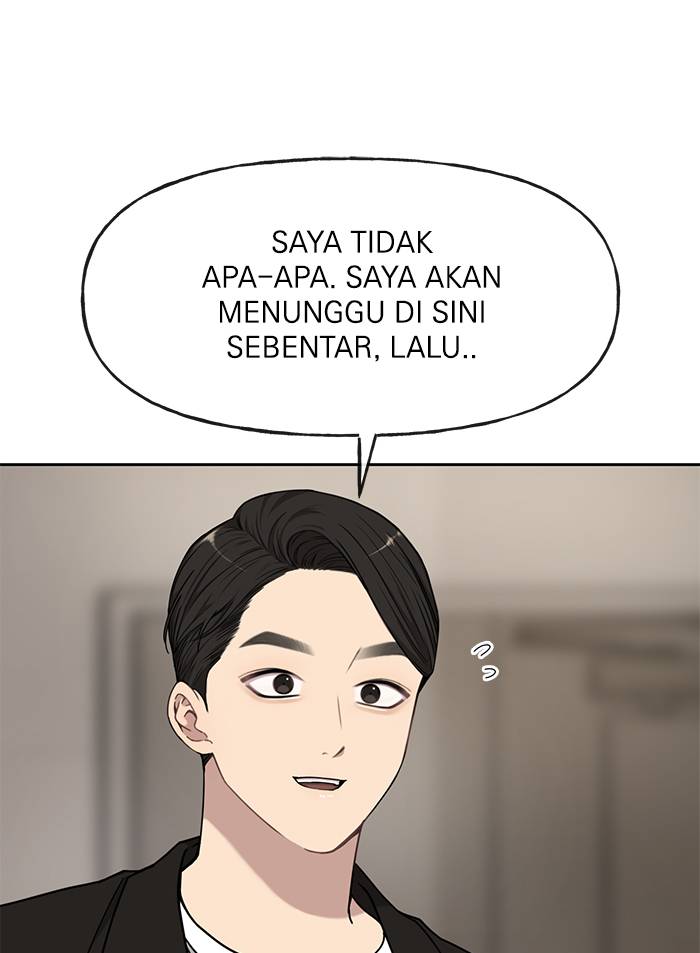 SAYA TIDAK
APA-APA. SAYA AKAN
MENUNGGU DI SINI
SEBENTAR, LALU..